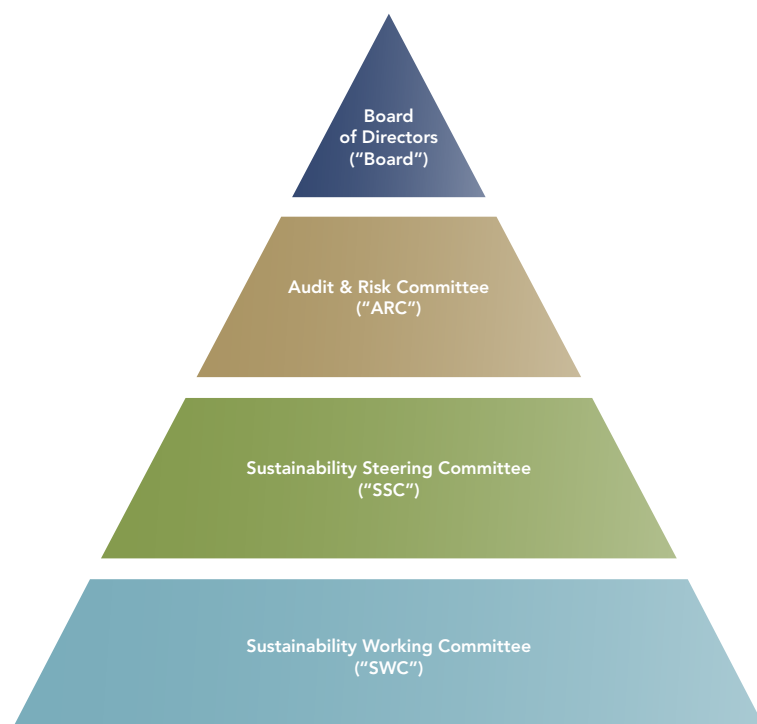 Board
of Directors
(“Board”)
Audit & Risk Committee
(“ARC”)
Sustainability Steering Committee
(“SSC”)
Sustainability Working Committee
(“SWC”)